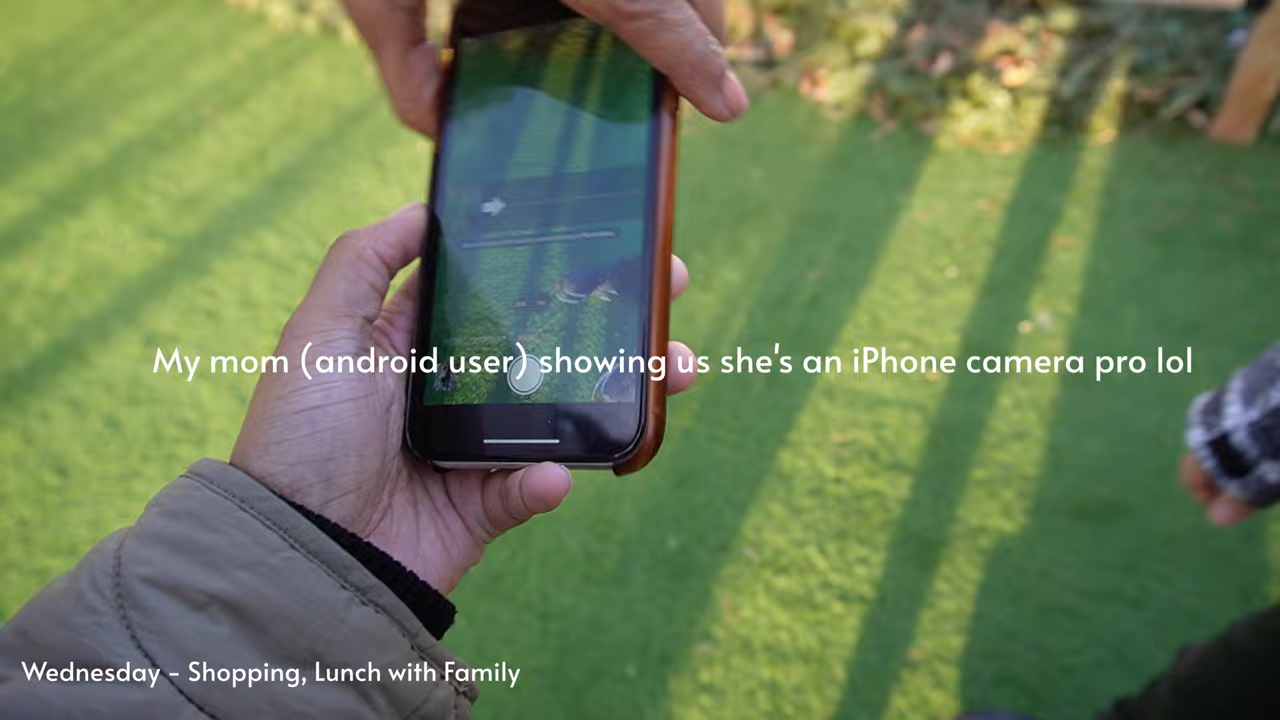 My mom (android user) showing us she's an iPhone camera pro lol
Wednesday - Shopping, Lunch with Family